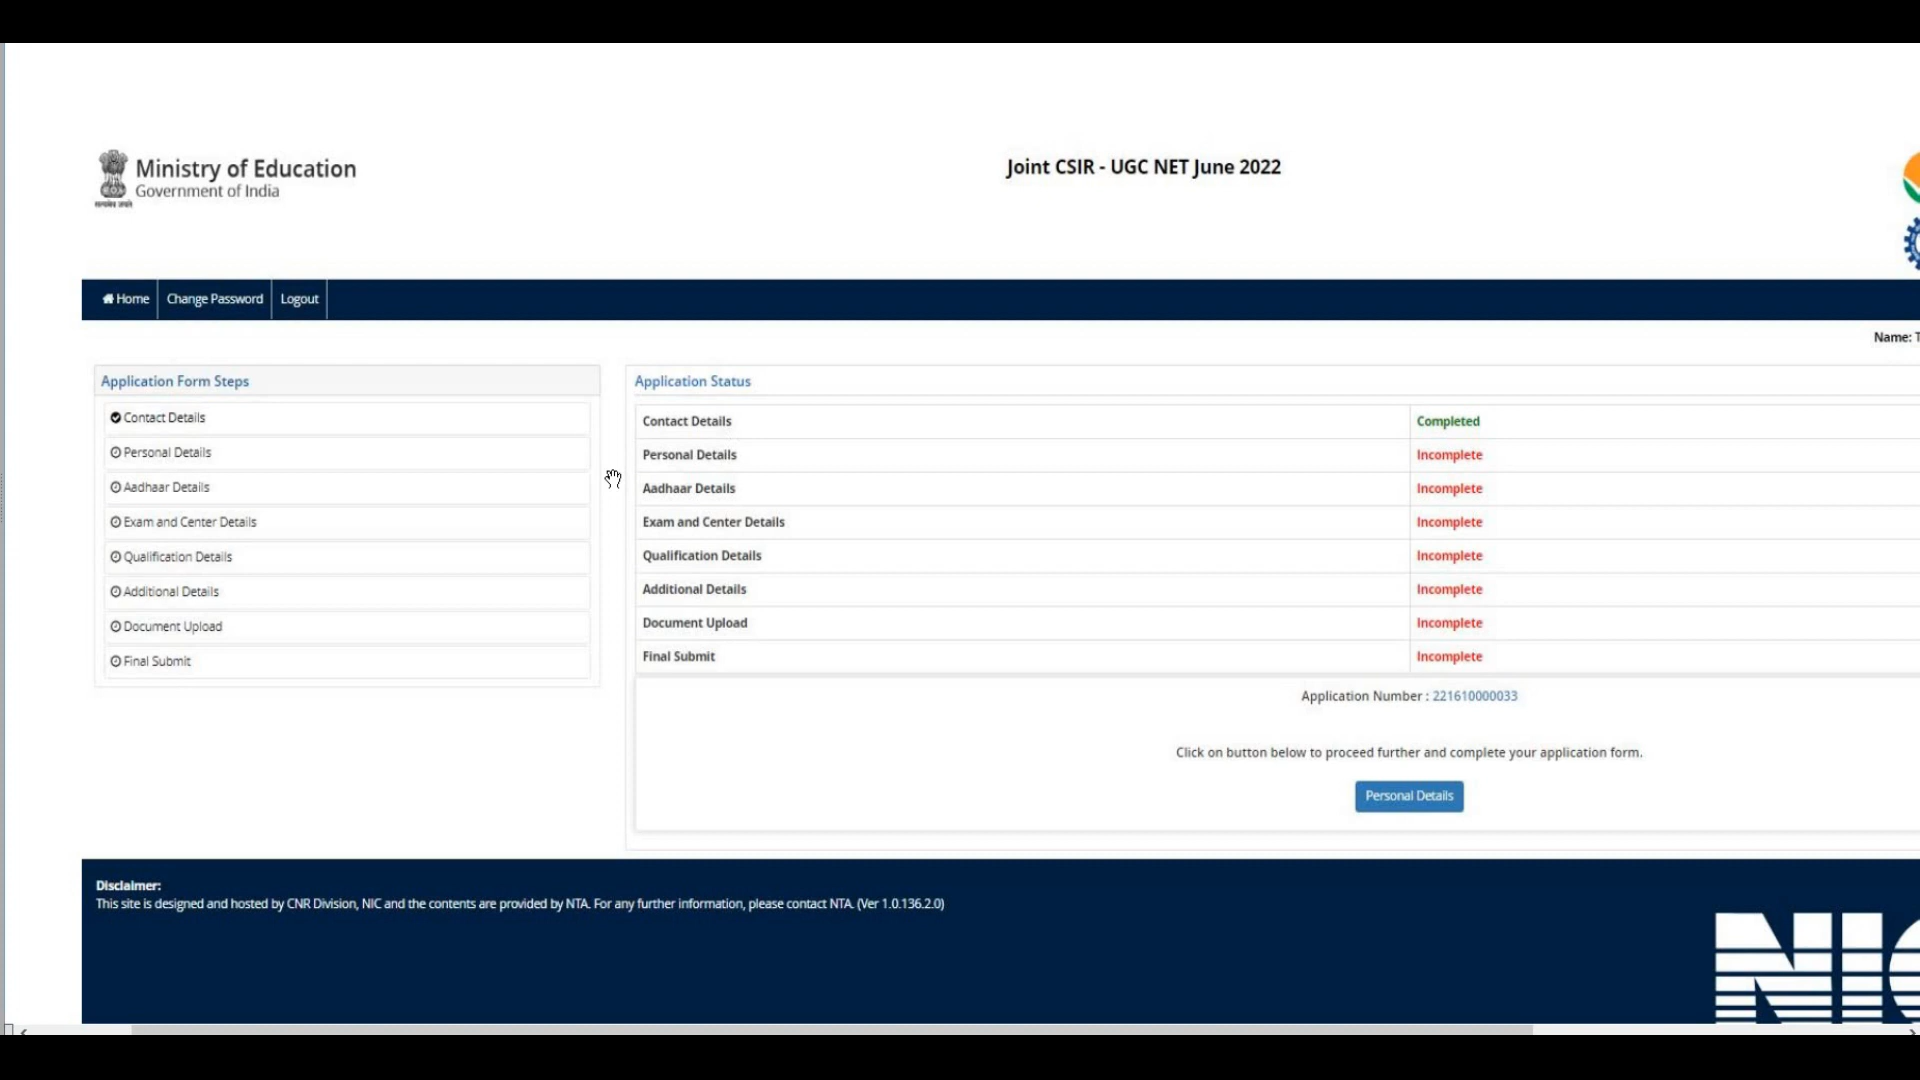 Ministry of Education
Government of India
Joint CSIR - UGC NET June 2022
Home Change Password Logout
Name: T
Application Form Steps
Contact Details
Personal Details
Aadhaar Details
Exam and Center Details
Qualification Details
Additional Details
Document Upload
Final Submit
Application Status
Contact Details Completed
Personal Details Incomplete
Aadhaar Details Incomplete
Exam and Center Details Incomplete
Qualification Details Incomplete
Additional Details Incomplete
Document Upload Incomplete
Final Submit Incomplete
Application Number : 221610000033
Click on button below to proceed further and complete your application form.
Personal Details
Disclaimer:
This site is designed and hosted by CNR Division, NIC and the contents are provided by NTA. For any further information, please contact NTA. (Ver 1.0.136.2.0)
NIC